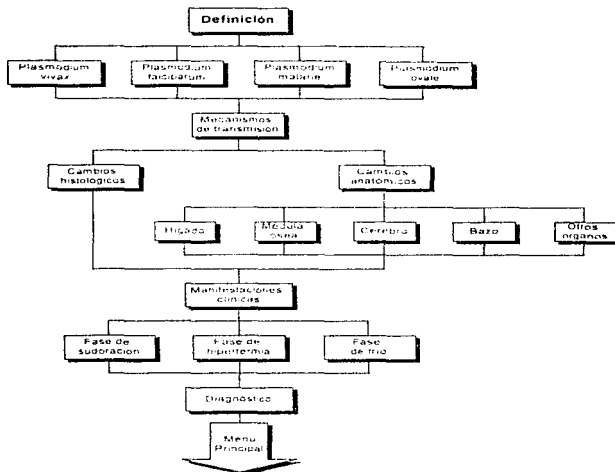 Definición
Plasmodium
vivax
Plasmodium
falciparum
Plasmodium
malarie
Plasmodium
ovale
Mecanismos
de transmisión
Cambios
histológicos
Cambios
anatómicos
Hígado
Médula
ósea
Cerebro
Bazo
Otros
órganos
Manifestaciones
clínicas
Fase de
sudoración
Fase de
hipertermia
Fase
de frío
Diagnóstico
Menú
Principal